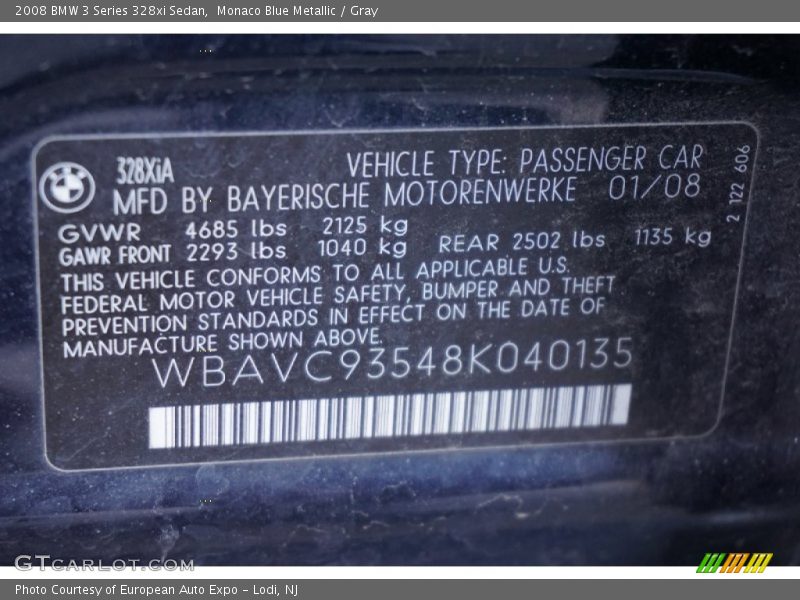 2008 BMW 3 Series 328xi Sedan, Monaco Blue Metallic / Gray
328XiA VEHICLE TYPE: PASSENGER CAR
MFD BY BAYERISCHE MOTORENWERKE 01/08
GVWR 4685 lbs 2125 kg
GAWR FRONT 2293 lbs 1040 kg REAR 2502 lbs 1135 kg
THIS VEHICLE CONFORMS TO ALL APPLICABLE U.S.
FEDERAL MOTOR VEHICLE SAFETY, BUMPER AND THEFT
PREVENTION STANDARDS IN EFFECT ON THE DATE OF
MANUFACTURE SHOWN ABOVE.
WBAVC93548K040135
2 122 606
GTCARLOT.COM
Photo Courtesy of European Auto Expo - Lodi, NJ